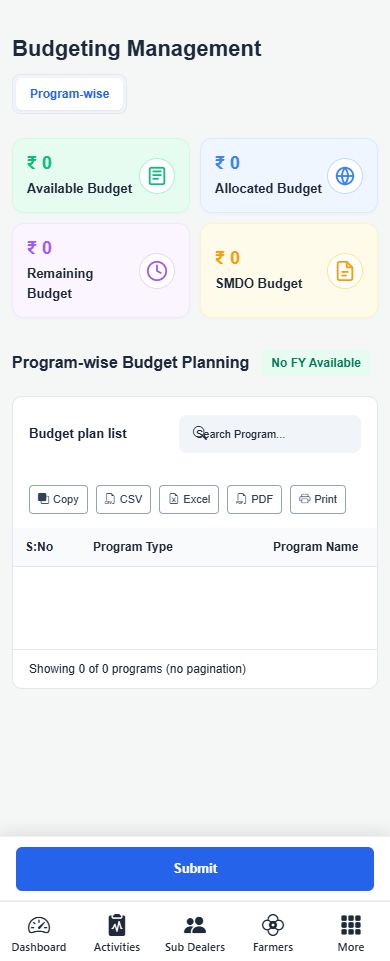 Budgeting Management
Program-wise
₹ 0
Available Budget
₹ 0
Allocated Budget
₹ 0
Remaining
Budget
₹ 0
SMDO Budget
Program-wise Budget Planning
No FY Available
Budget plan list
Search Program...
Copy
CSV
Excel
PDF
Print
S:No Program Type Program Name
Showing 0 of 0 programs (no pagination)
Submit
Dashboard
Activities
Sub Dealers
Farmers
More